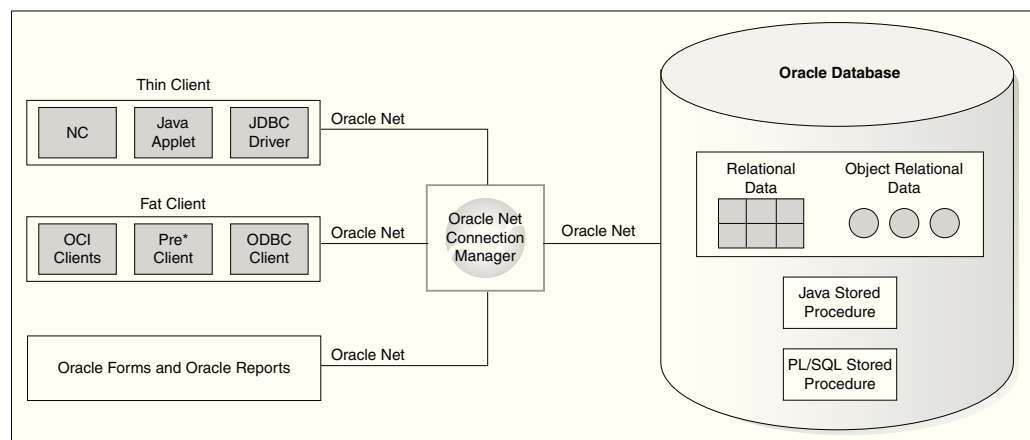 Thin Client
NC
Java
Applet
JDBC
Driver
Oracle Net
Fat Client
OCI
Clients
Pre*
Client
ODBC
Client
Oracle Net
Oracle Forms and Oracle Reports
Oracle Net
Oracle Net
Connection
Manager
Oracle Net
Oracle Database
Relational
Data
Object Relational
Data
Java Stored
Procedure
PL/SQL Stored
Procedure